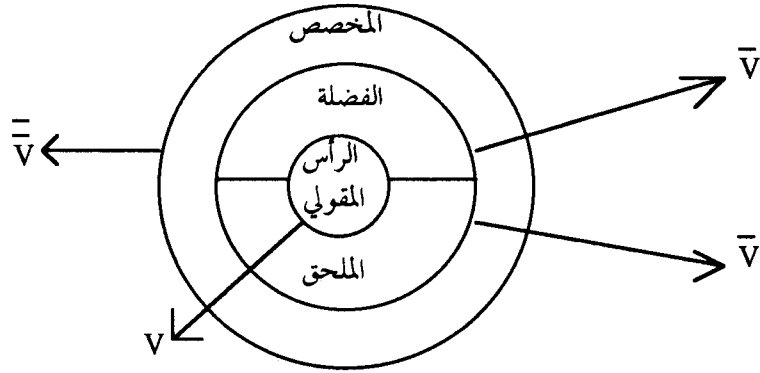 المخصص
V̅
الفضلة
V̿
الرأس
المقولي
V̅
الملحق
V